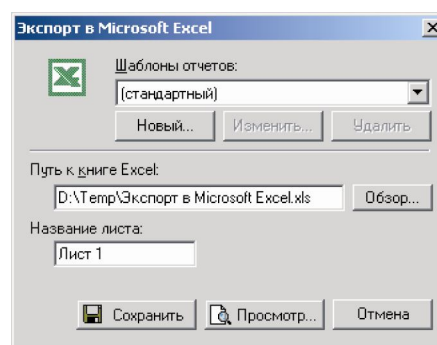 Экспорт в Microsoft Excel
Шаблоны отчетов:
(стандартный)
Новый... Изменить... Удалить
Путь к книге Excel:
D:\Temp\Экспорт в Microsoft Excel.xls Обзор...
Название листа:
Лист 1
Сохранить Просмотр... Отмена